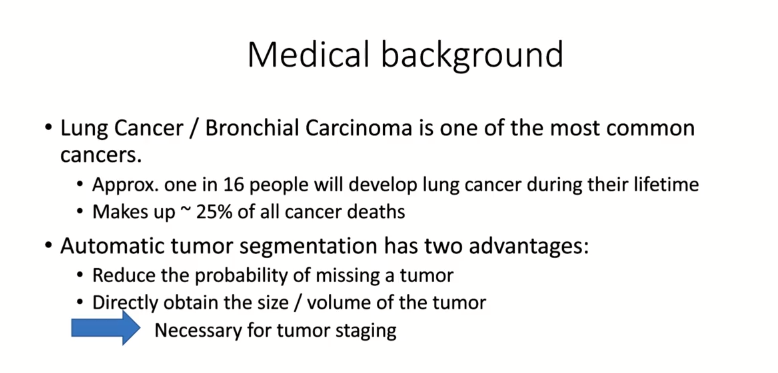 Medical background
• Lung Cancer / Bronchial Carcinoma is one of the most common
cancers.
• Approx. one in 16 people will develop lung cancer during their lifetime
• Makes up ~ 25% of all cancer deaths
• Automatic tumor segmentation has two advantages:
• Reduce the probability of missing a tumor
• Directly obtain the size / volume of the tumor
Necessary for tumor staging